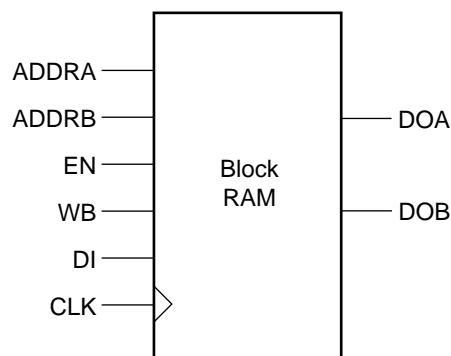 ADDRA
ADDRB
EN
WB
DI
CLK
Block
RAM
DOA
DOB